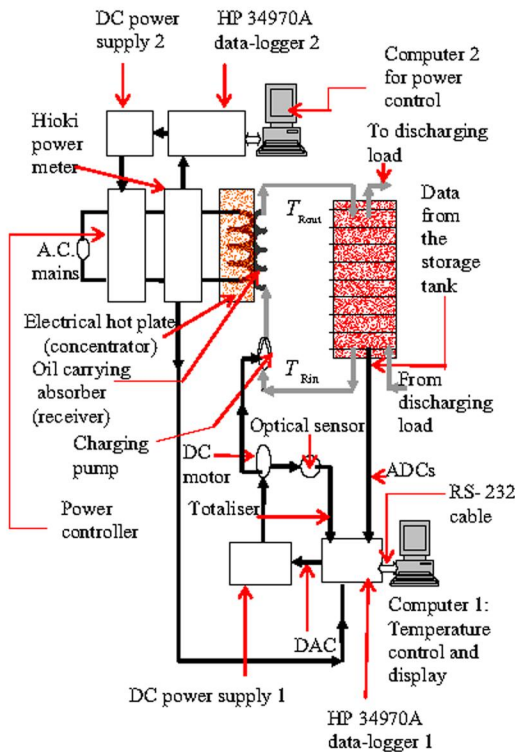 DC power
supply 2
HP 34970A
data-logger 2
Computer 2
for power
control
Hioki
power
meter
To
discharging
load
Data
from
the
storage
tank
T Rout
A.C.
mains
Electrical hot plate
(concentrator)
Oil carrying
absorber
(receiver)
Charging
pump
T Rin
From
discharging
load
Optical sensor
DC
motor
ADCs
Totaliser
RS- 232
cable
Power
controller
DAC
DC power supply 1
Computer 1:
Temperature
control and
display
HP 34970A
data-logger 1